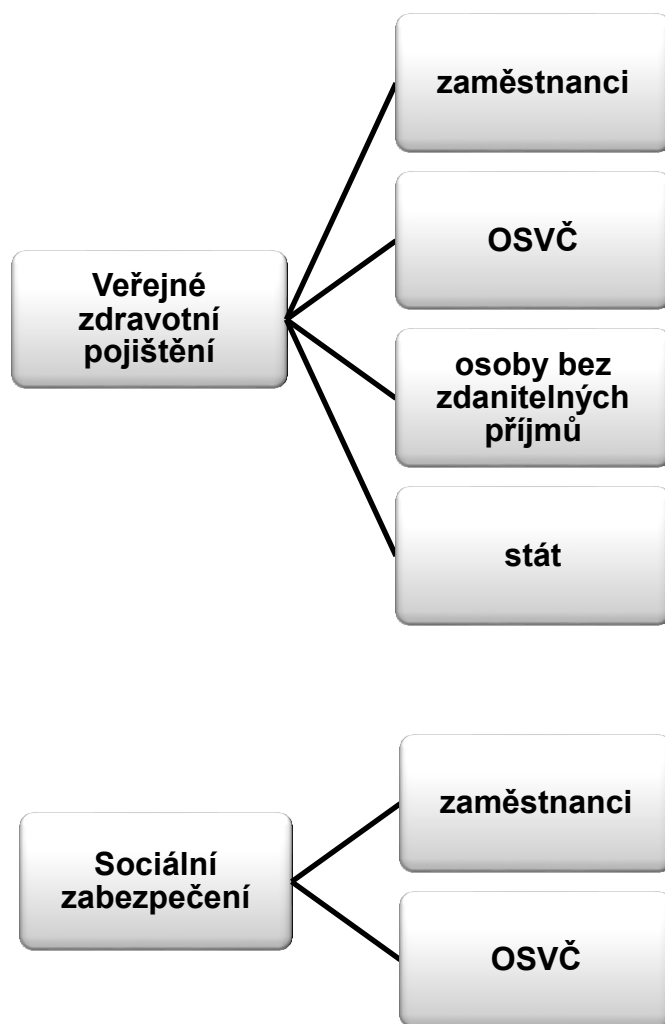 zaměstnanci
OSVČ
Veřejné
zdravotní
pojištění
osoby bez
zdanitelných
příjmů
stát
zaměstnanci
Sociální
zabezpečení
OSVČ